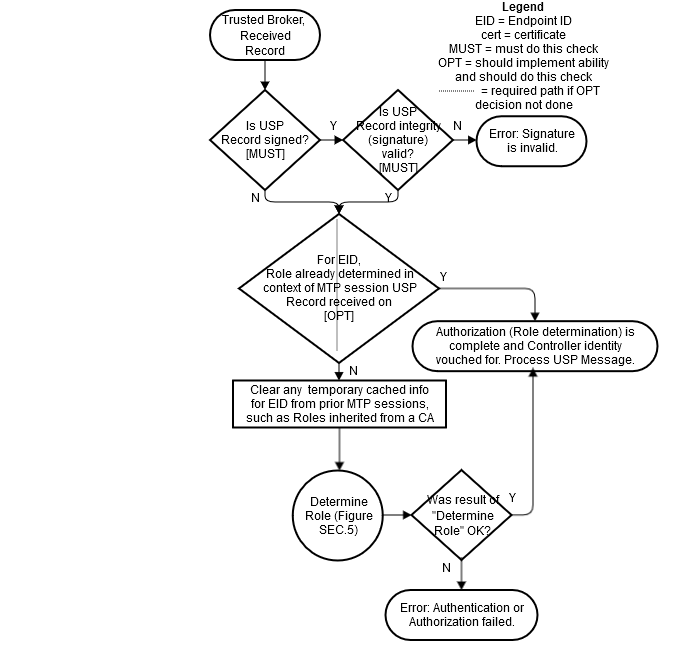 Legend
EID = Endpoint ID
cert = certificate
MUST = must do this check
OPT = should implement ability
and should do this check
= required path if OPT
decision not done
Trusted Broker,
Received
Record
Is USP
Record signed?
[MUST]
Y
Is USP
Record integrity
(signature)
valid?
[MUST]
N
Error: Signature
is invalid.
N
Y
For EID,
Role already determined in
context of MTP session USP
Record received on
[OPT]
Y
Authorization (Role determination) is
complete and Controller identity
vouched for. Process USP Message.
N
Clear any temporary cached info
for EID from prior MTP sessions,
such as Roles inherited from a CA
Determine
Role (Figure
SEC.5)
Was result of
"Determine
Role" OK?
Y
N
Error: Authentication or
Authorization failed.